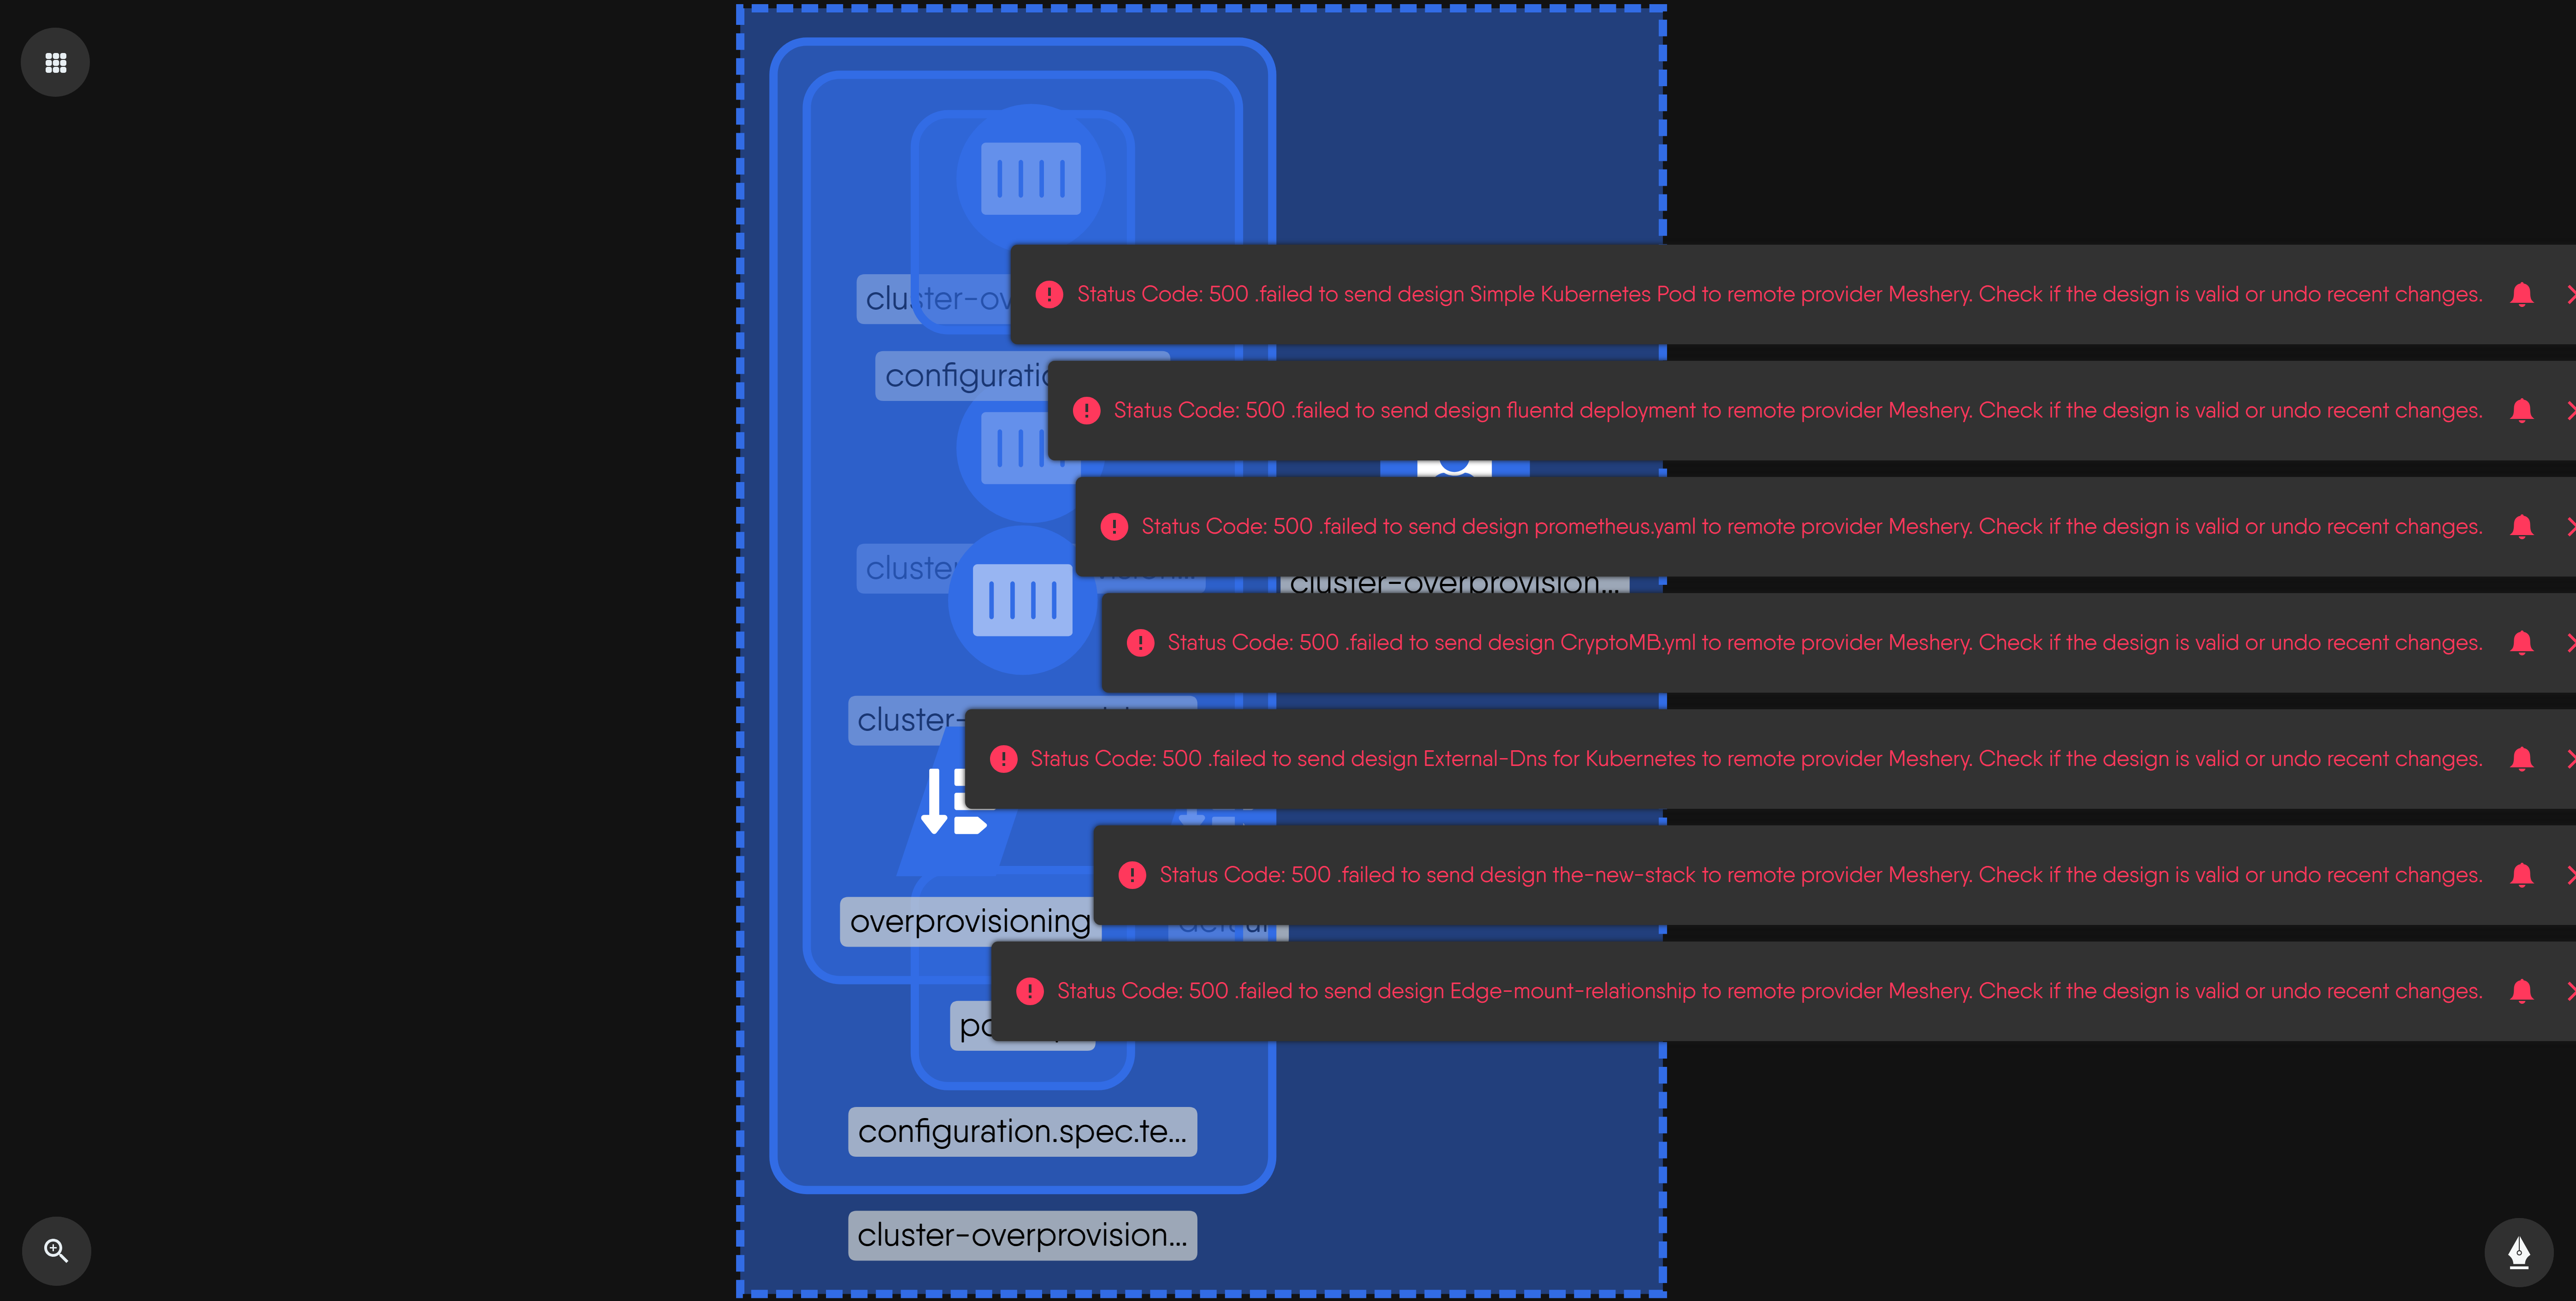 cluster-ov
Status Code: 500 .failed to send design Simple Kubernetes Pod to remote provider Meshery. Check if the design is valid or undo recent changes.
configuratio
Status Code: 500 .failed to send design fluentd deployment to remote provider Meshery. Check if the design is valid or undo recent changes.
Status Code: 500 .failed to send design prometheus.yaml to remote provider Meshery. Check if the design is valid or undo recent changes.
cluster
cluster-overprovision...
Status Code: 500 .failed to send design CryptoMB.yml to remote provider Meshery. Check if the design is valid or undo recent changes.
cluster-
Status Code: 500 .failed to send design External-Dns for Kubernetes to remote provider Meshery. Check if the design is valid or undo recent changes.
Status Code: 500 .failed to send design the-new-stack to remote provider Meshery. Check if the design is valid or undo recent changes.
overprovisioning
Status Code: 500 .failed to send design Edge-mount-relationship to remote provider Meshery. Check if the design is valid or undo recent changes.
configuration.spec.te...
cluster-overprovision...